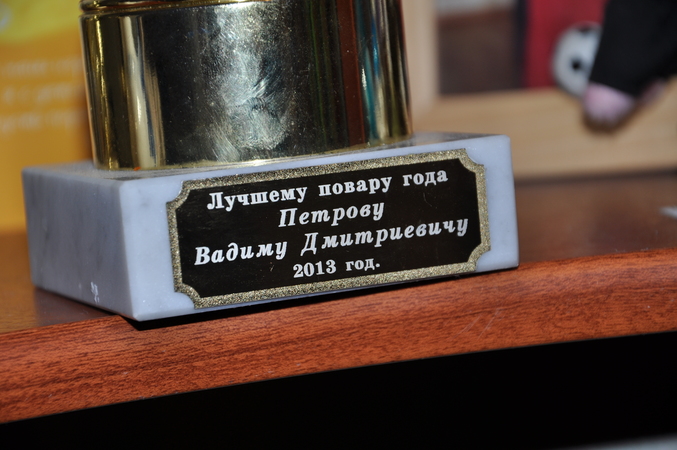 Лучшему повару года
Петрову
Вадиму Дмитриевичу
2013 год.